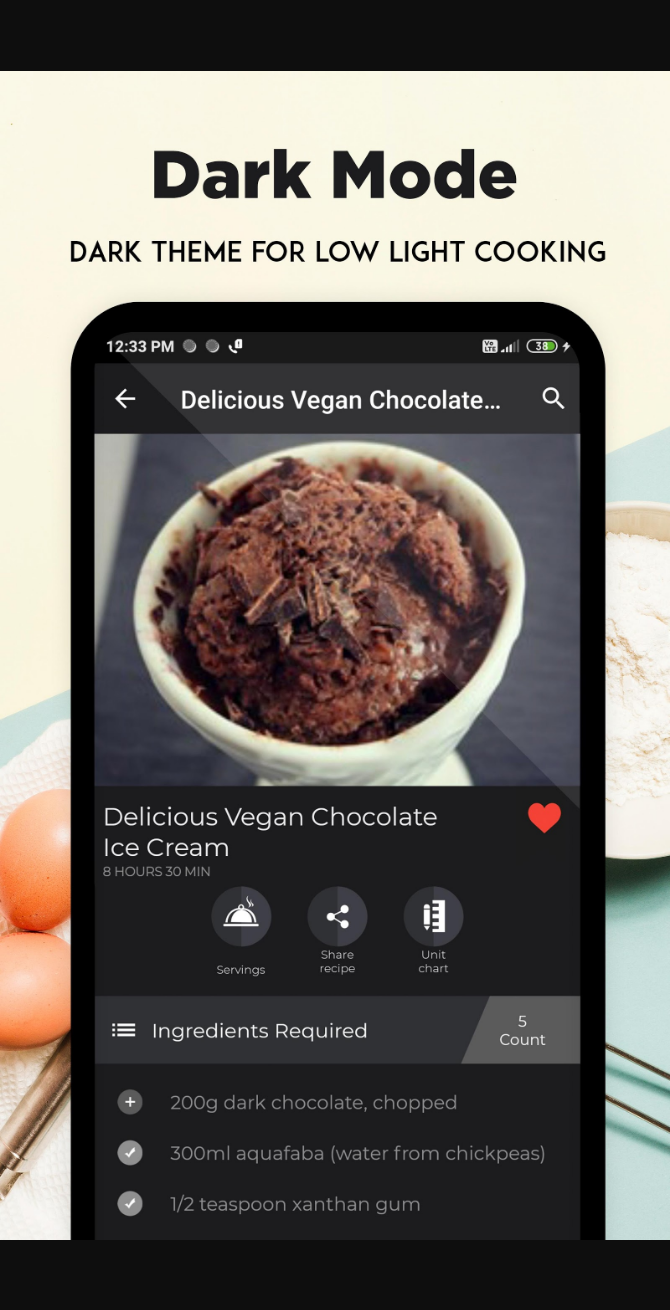 Dark Mode
DARK THEME FOR LOW LIGHT COOKING
12:33 PM
Vo LTE
38
Delicious Vegan Chocolate...
Delicious Vegan Chocolate
Ice Cream
8 HOURS 30 MIN
Servings
Share
recipe
Unit
chart
Ingredients Required
5
Count
200g dark chocolate, chopped
300ml aquafaba (water from chickpeas)
1/2 teaspoon xanthan gum